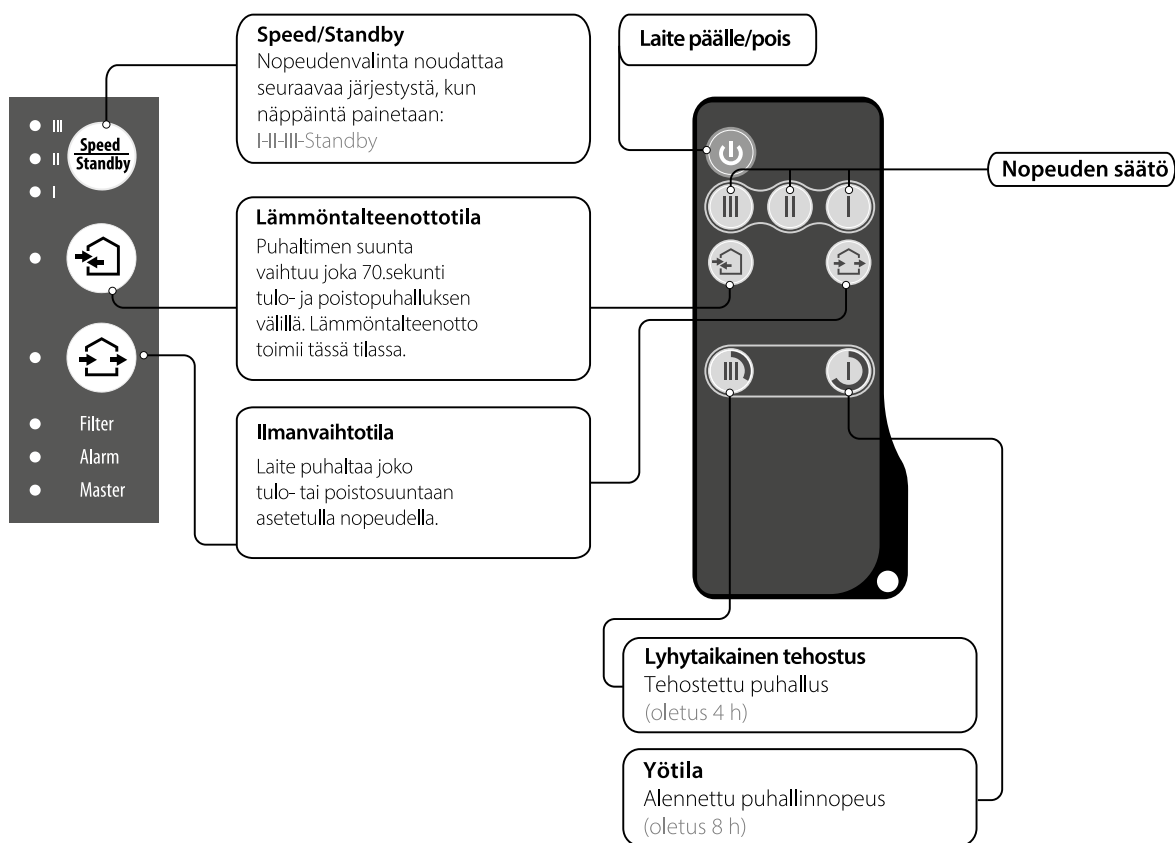 Speed/Standby
Nopeudenvalinta noudattaa
seuraavaa järjestystä, kun
näppäintä painetaan:
I-II-III-Standby
Laite päälle/pois
III
II
I
Speed
Standby
Nopeuden säätö
III
II
I
Lämmöntalteenottotila
Puhaltimen suunta
vaihtuu joka 70.sekunti
tulo- ja poistopuhalluksen
välillä. Lämmöntalteenotto
toimii tässä tilassa.
III
I
Ilmanvaihtotila
Laite puhaltaa joko
tulo- tai poistosuuntaan
asetetulla nopeudella.
Filter
Alarm
Master
Lyhytaikainen tehostus
Tehostettu puhallus
(oletus 4 h)
Yötila
Alennettu puhallinnopeus
(oletus 8 h)